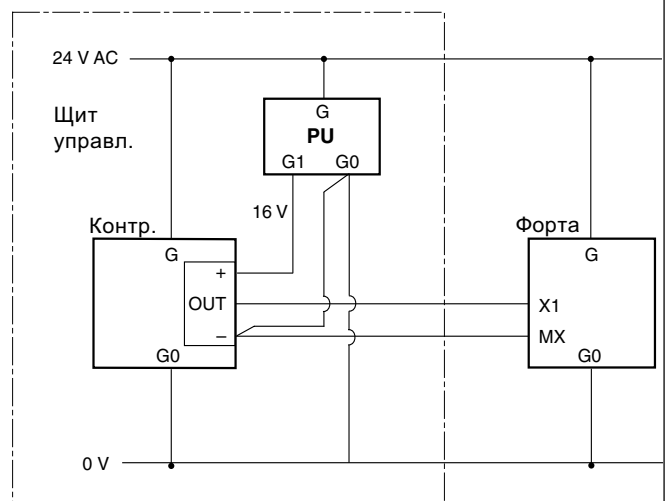 24 V AC
Щит
управл.
G
PU
G1 G0
16 V
Контр.
G
+
OUT
–
G0
Форта
G
X1
MX
G0
0 V